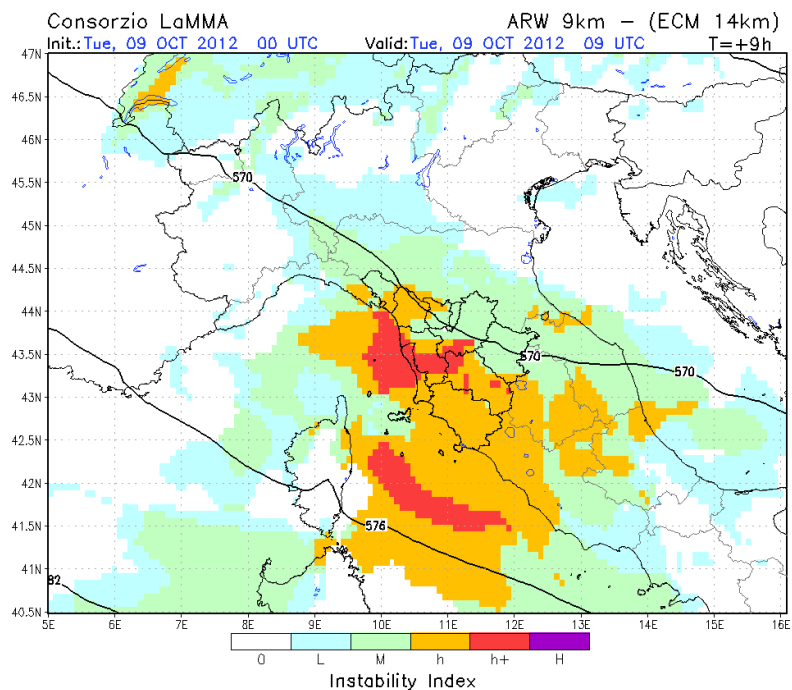 Consorzio LaMMA ARW 9km – (ECM 14km)
Init.: Tue, 09 OCT 2012 00 UTC Valid: Tue, 09 OCT 2012 09 UTC T=+9h
47N
46.5N
46N
45.5N
45N
44.5N
44N
43.5N
43N
42.5N
42N
41.5N
41N
40.5N
570
570
570
576
82
5E 6E 7E 8E 9E 10E 11E 12E 13E 14E 15E 16E
0 L M h h+ H
Instability Index